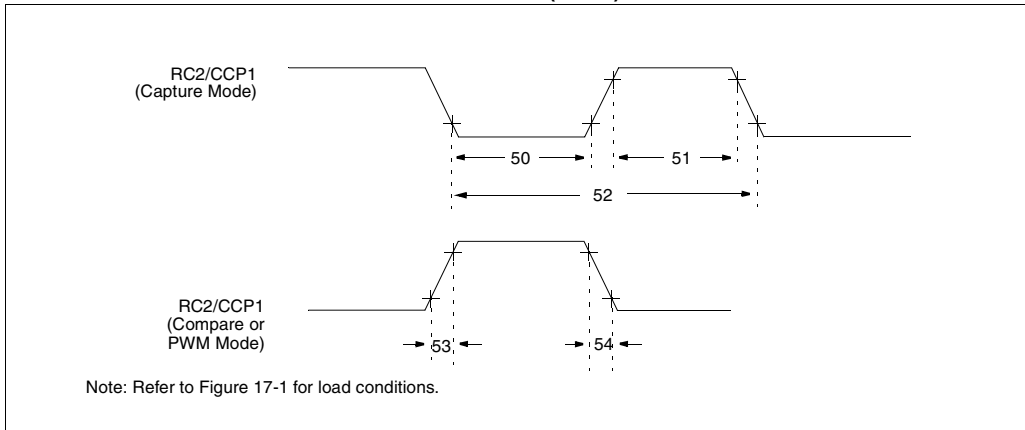 RC2/CCP1
(Capture Mode)
50
51
52
RC2/CCP1
(Compare or
PWM Mode)
53
54
Note: Refer to Figure 17-1 for load conditions.